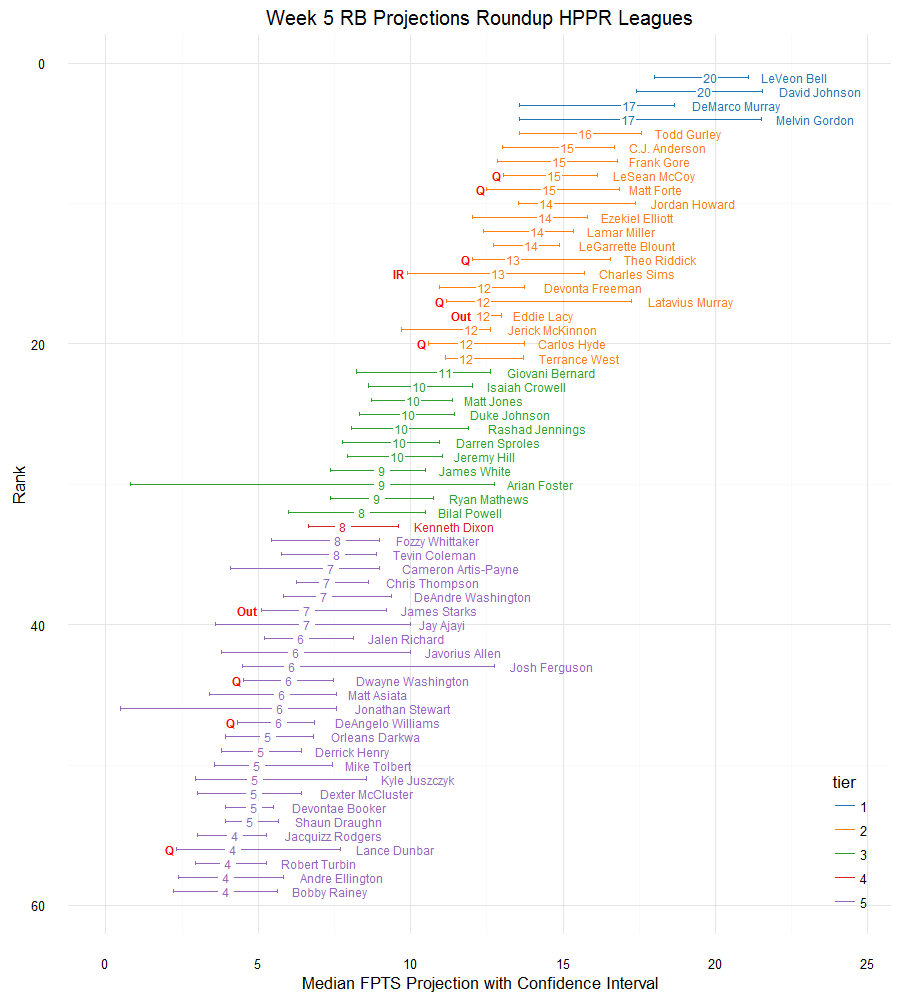 Week 5 RB Projections Roundup HPPR Leagues
0
20 LeVeon Bell
20 David Johnson
17 DeMarco Murray
17 Melvin Gordon
16 Todd Gurley
15 C.J. Anderson
15 Frank Gore
Q 15 LeSean McCoy
Q 15 Matt Forte
14 Jordan Howard
14 Ezekiel Elliott
14 Lamar Miller
14 LeGarrette Blount
Q 13 Theo Riddick
IR 13 Charles Sims
12 Devonta Freeman
Q 12 Latavius Murray
Out 12 Eddie Lacy
12 Jerick McKinnon
20 Q 12 Carlos Hyde
12 Terrance West
11 Giovani Bernard
10 Isaiah Crowell
10 Matt Jones
10 Duke Johnson
10 Rashad Jennings
10 Darren Sproles
10 Jeremy Hill
9 James White
Rank
9 Arian Foster
9 Ryan Mathews
8 Bilal Powell
8 Kenneth Dixon
8 Fozzy Whittaker
8 Tevin Coleman
7 Cameron Artis-Payne
7 Chris Thompson
7 DeAndre Washington
Out 7 James Starks
40 7 Jay Ajayi
6 Jalen Richard
6 Javorius Allen
6 Josh Ferguson
Q 6 Dwayne Washington
6 Matt Asiata
6 Jonathan Stewart
Q 6 DeAngelo Williams
5 Orleans Darkwa
5 Derrick Henry
5 Mike Tolbert
5 Kyle Juszczyk
5 Dexter McCluster
5 Devontae Booker
5 Shaun Draughn
4 Jacquizz Rodgers
Q 4 Lance Dunbar
4 Robert Turbin
4 Andre Ellington
4 Bobby Rainey
60
tier
1
2
3
4
5
0 5 10 15 20 25
Median FPTS Projection with Confidence Interval